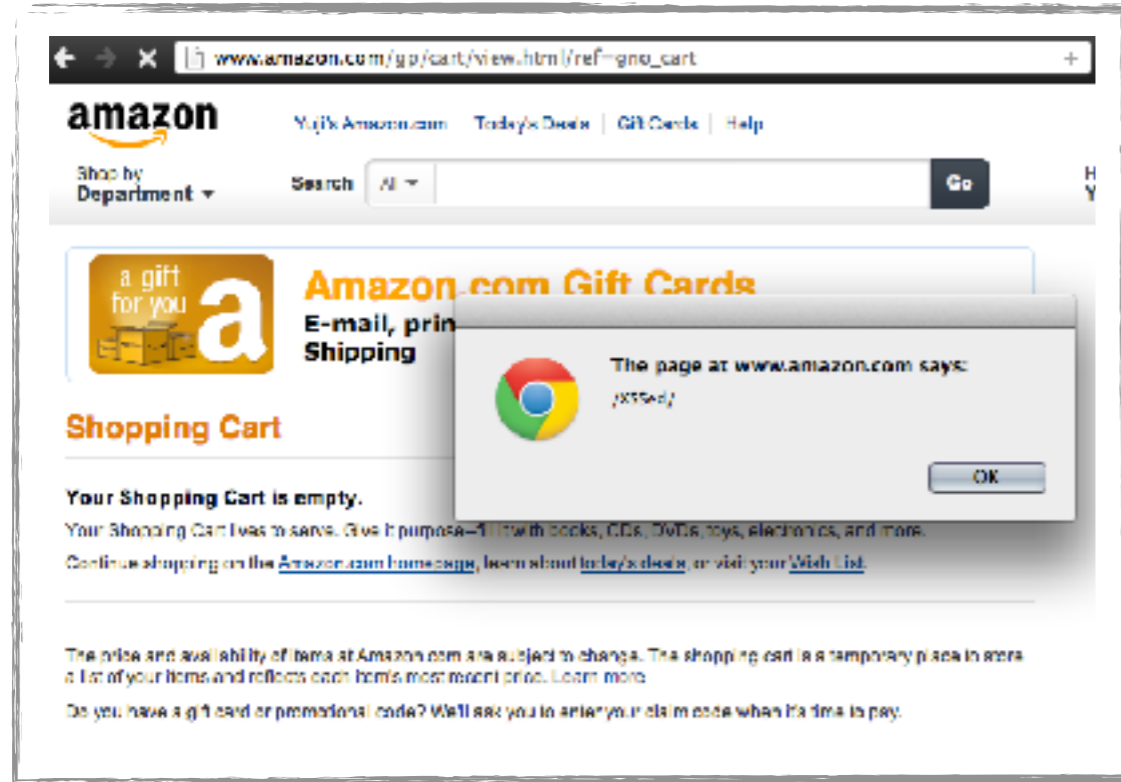 www.amazon.com/gp/cart/view.html/ref=gno_cart
amazon
Yuji's Amazon.com Today's Deals | Gift Cards | Help
Shop by
Department
Search All Go
a gift
for you a
Amazon.com Gift Cards
E-mail, prin
Shipping
The page at www.amazon.com says:
/XSSed/
OK
Shopping Cart
Your Shopping Cart is empty.
Your Shopping Cart lives to serve. Give it purpose—fill it with books, CDs, DVDs, toys, electronics, and more.
Continue shopping on the Amazon.com homepage, learn about today's deals, or visit your Wish List.
The price and availability of items at Amazon.com are subject to change. The shopping cart is a temporary place to store
a list of your items and reflects each item's most recent price. Learn more
Do you have a gift card or promotional code? We'll ask you to enter your claim code when it's time to pay.